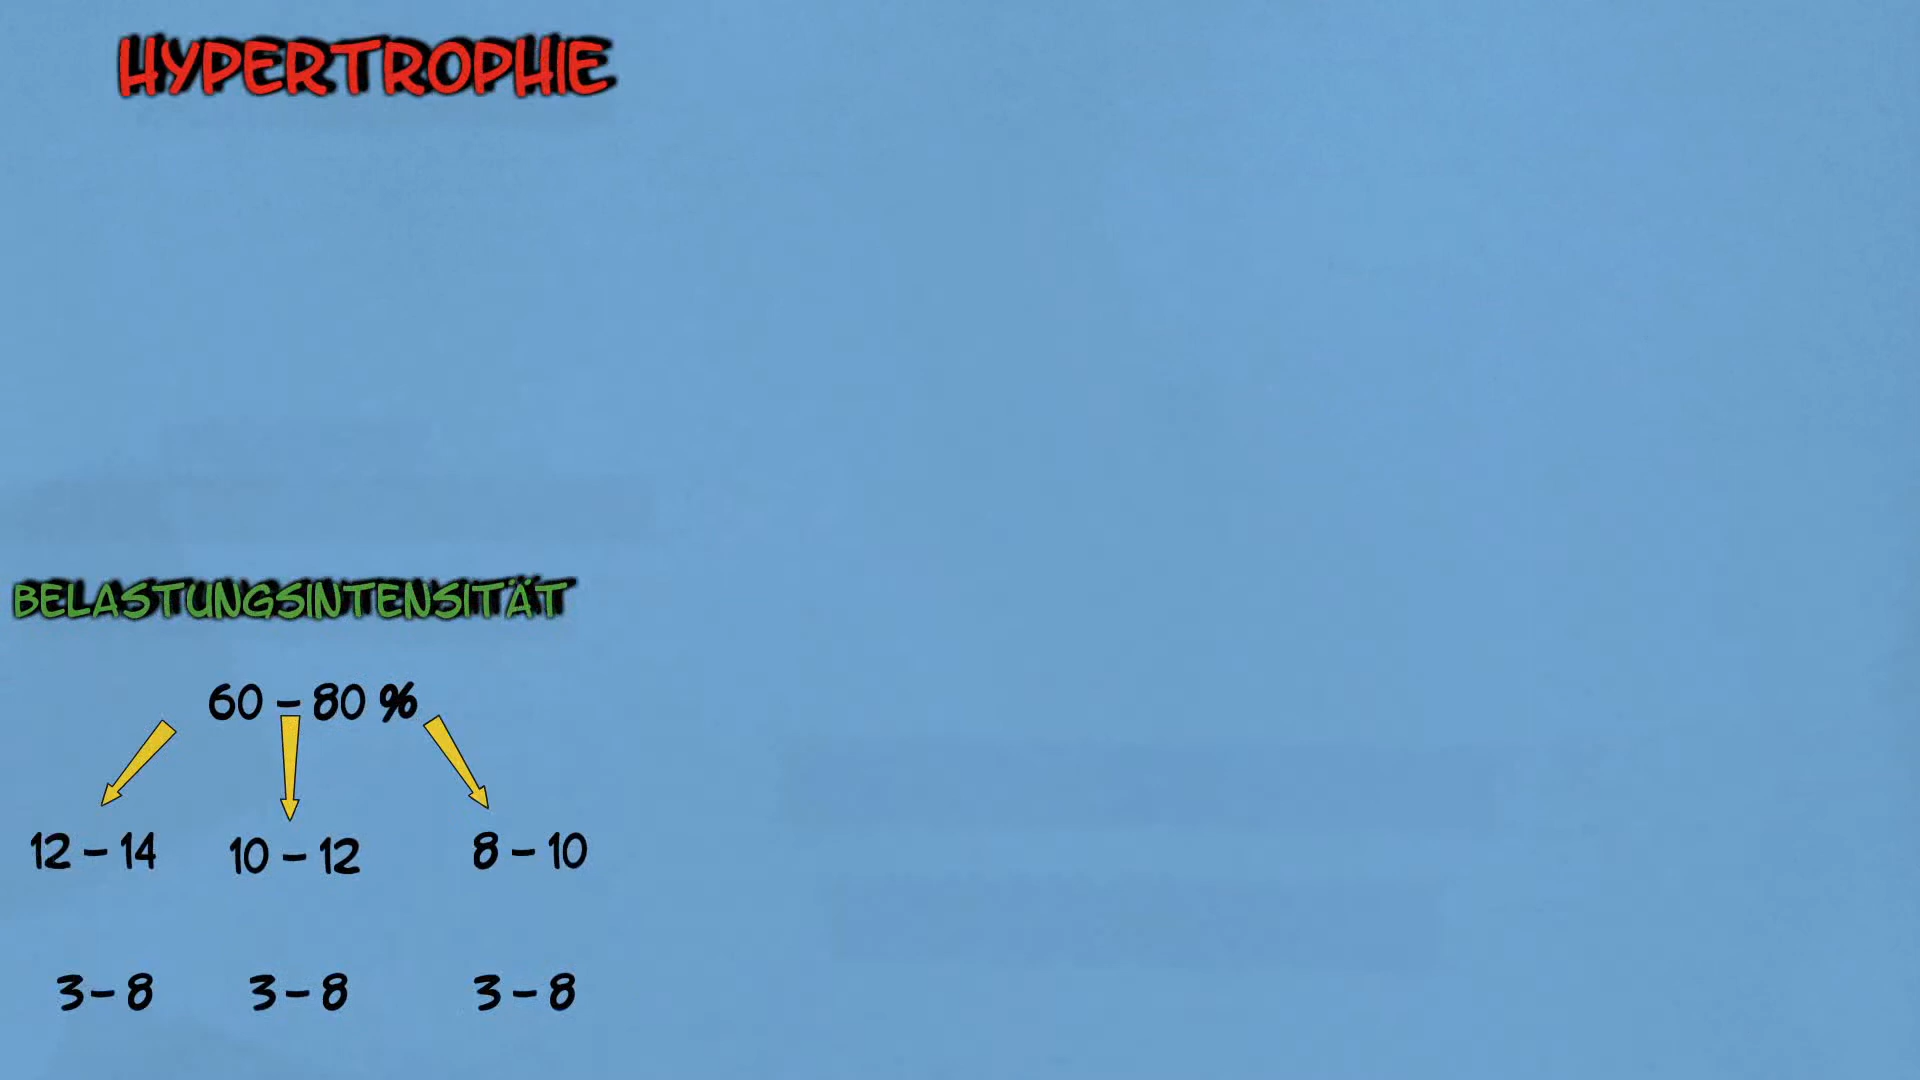 HYPERTROPHIE
BELASTUNGSINTENSITÄT
60 – 80 %
12 – 14 10 – 12 8 – 10
3 – 8 3 – 8 3 – 8